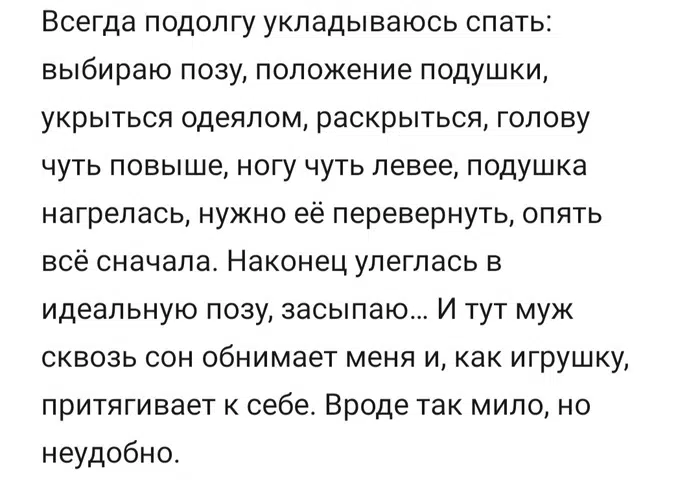 Всегда подолгу укладываюсь спать:
выбираю позу, положение подушки,
укрыться одеялом, раскрыться, голову
чуть повыше, ногу чуть левее, подушка
нагрелась, нужно её перевернуть, опять
всё сначала. Наконец улеглась в
идеальную позу, засыпаю... И тут муж
сквозь сон обнимает меня и, как игрушку,
притягивает к себе. Вроде так мило, но
неудобно.